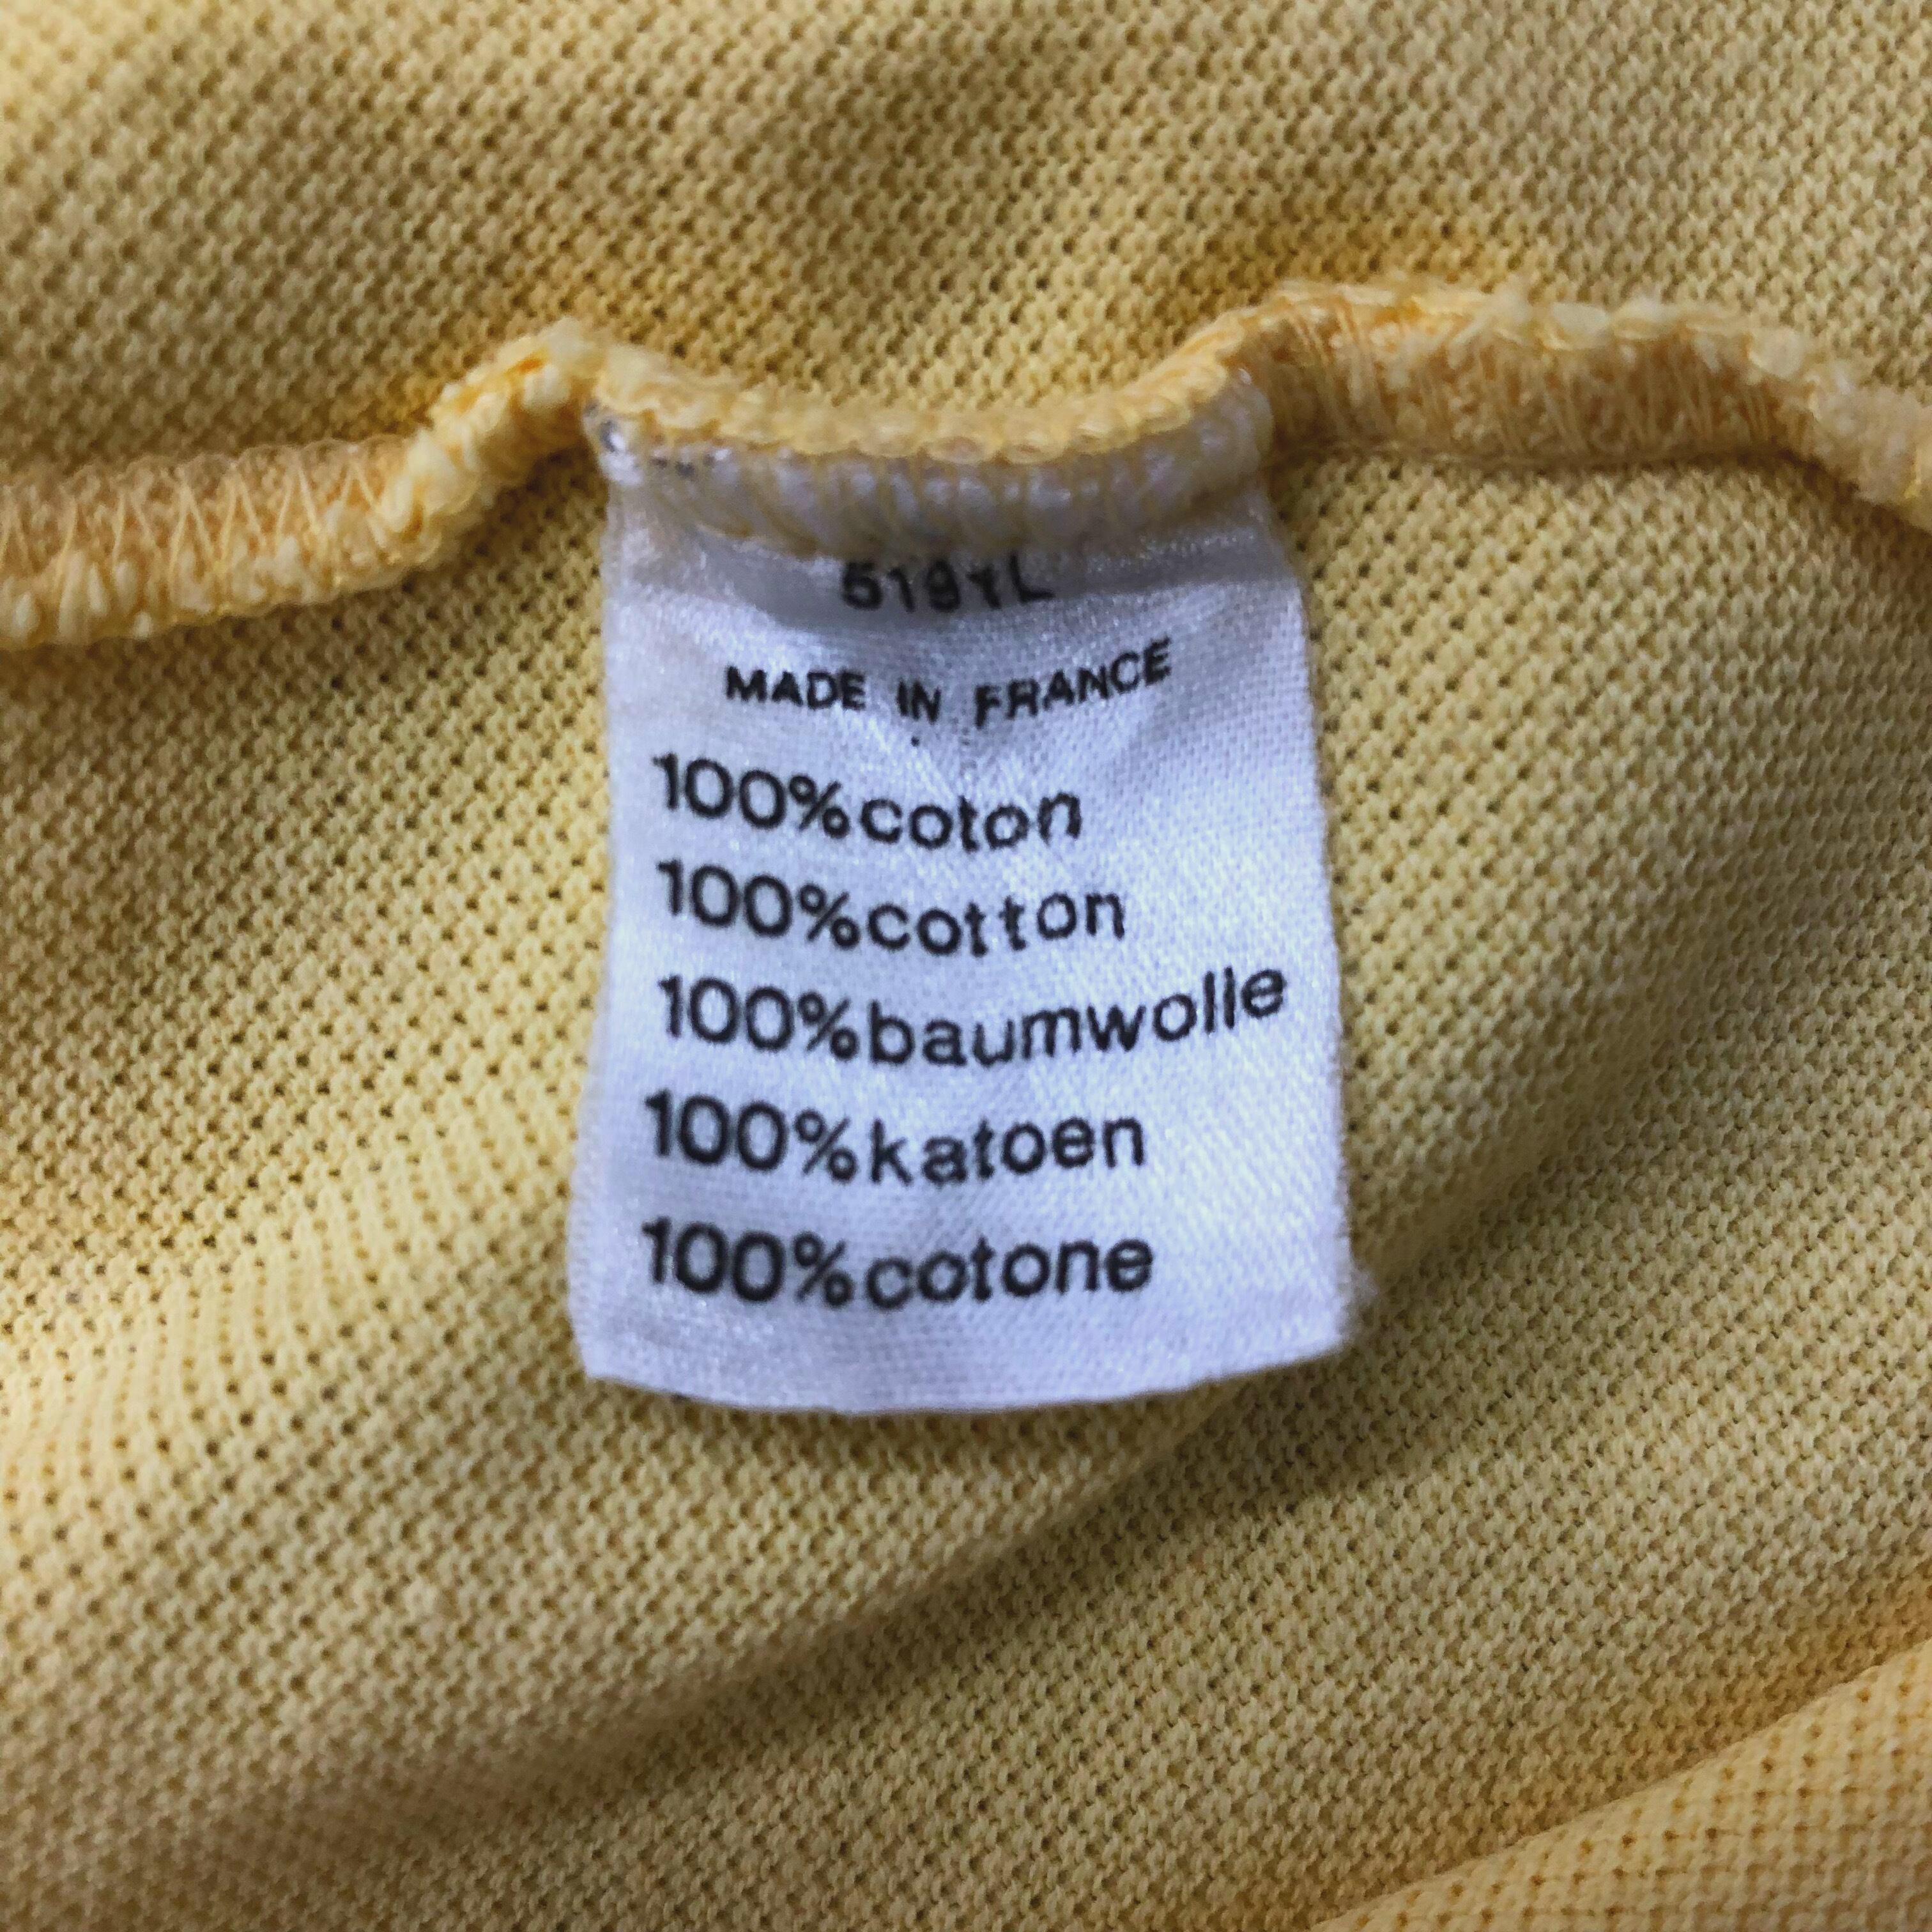 5191L
MADE IN FRANCE
100%coton
100%cotton
100%baumwolle
100%katoen
100%cotone